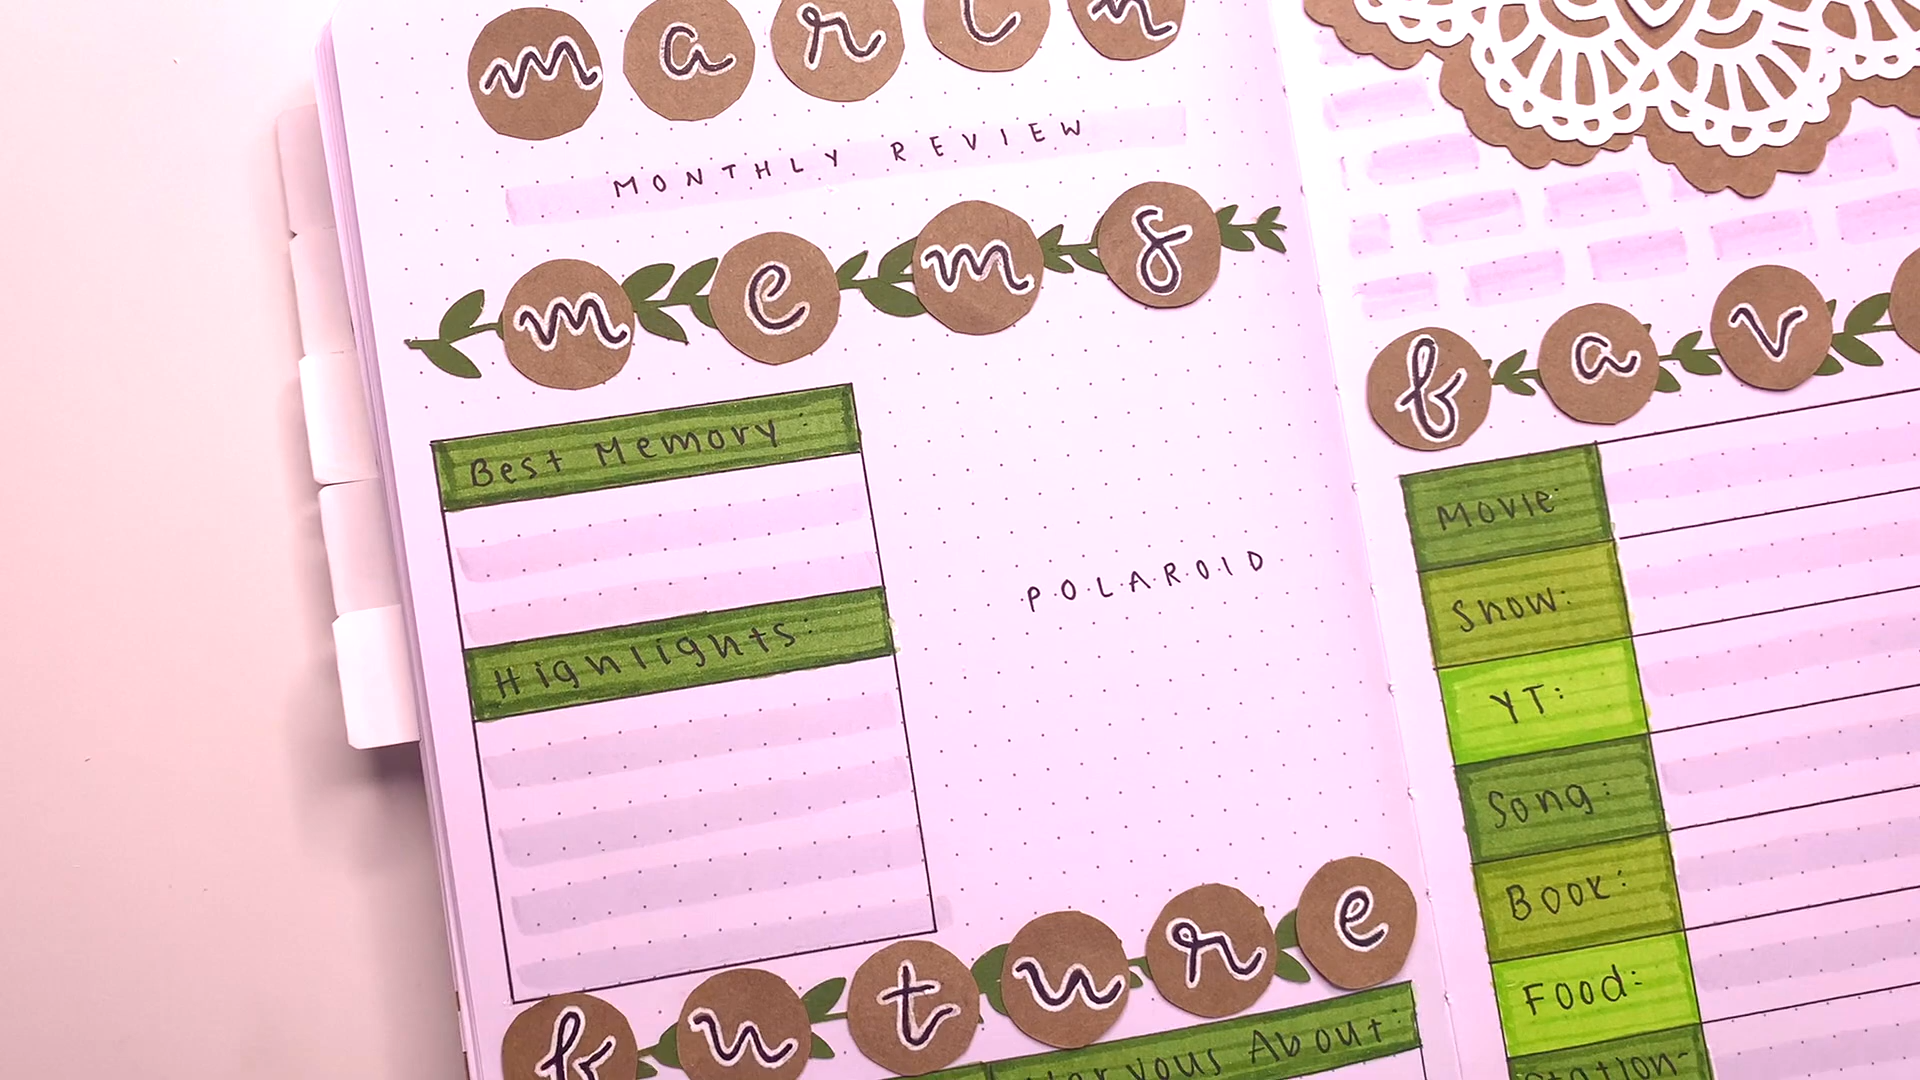 march
MONTHLY REVIEW
mems
Best Memory:
Highlights:
POLAROID
future
About:
fav
Movie:
Show:
YT:
Song:
Book:
Food: